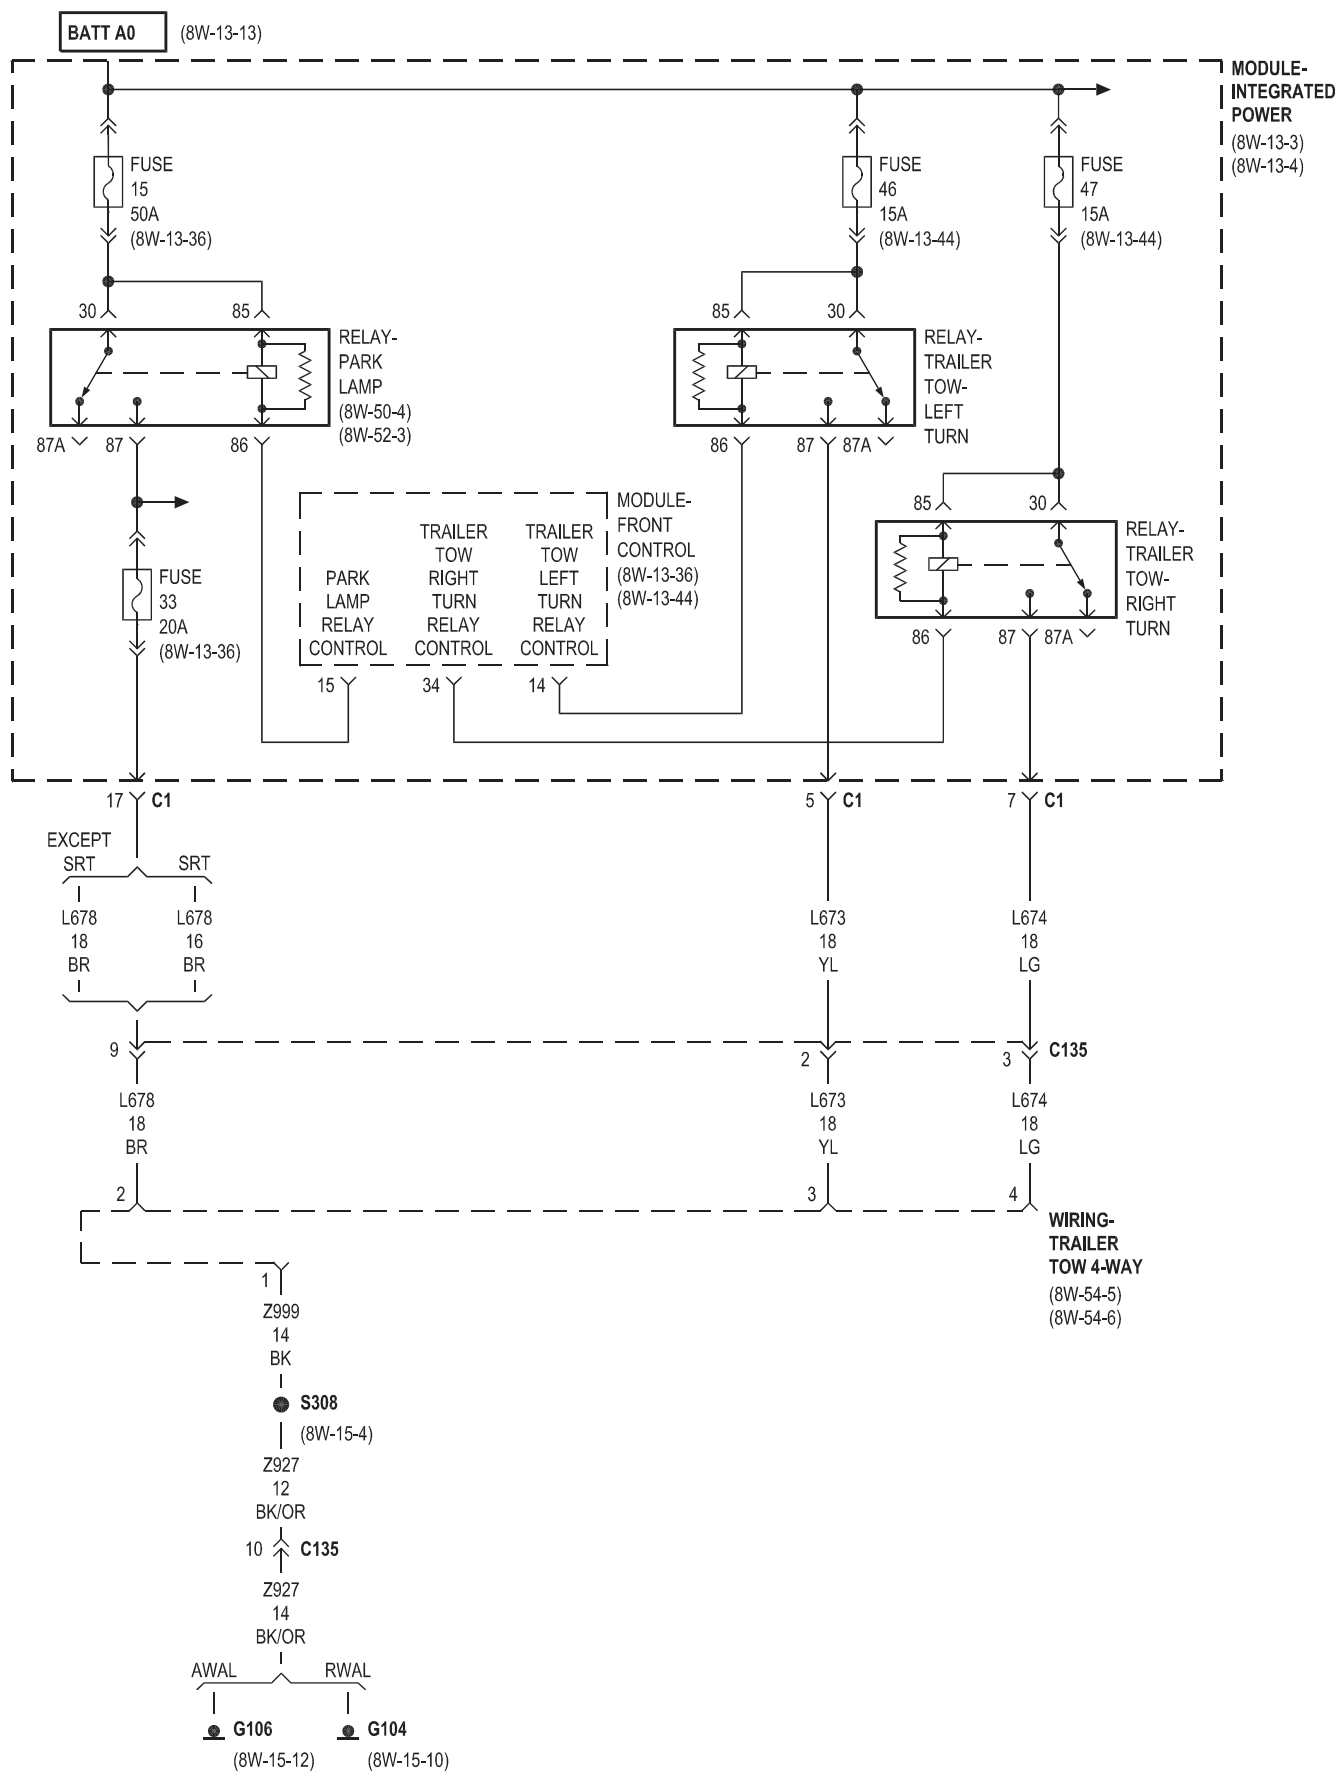 BATT A0 (8W-13-13)
MODULE-
INTEGRATED
POWER
(8W-13-3)
(8W-13-4)
FUSE
15
50A
(8W-13-36)
FUSE
46
15A
(8W-13-44)
FUSE
47
15A
(8W-13-44)
30
85
RELAY-
PARK
LAMP
(8W-50-4)
(8W-52-3)
87A
87
86
85
30
RELAY-
TRAILER
TOW-
LEFT
TURN
86
87
87A
85
30
RELAY-
TRAILER
TOW-
RIGHT
TURN
86
87
87A
FUSE
33
20A
(8W-13-36)
PARK
LAMP
RELAY
CONTROL
TRAILER
TOW
RIGHT
TURN
RELAY
CONTROL
TRAILER
TOW
LEFT
TURN
RELAY
CONTROL
MODULE-
FRONT
CONTROL
(8W-13-36)
(8W-13-44)
15
34
14
17 C1
5 C1
7 C1
EXCEPT
SRT
SRT
L678
18
BR
L678
16
BR
L673
18
YL
L674
18
LG
9
2
3
C135
L678
18
BR
L673
18
YL
L674
18
LG
2
3
4
WIRING-
TRAILER
TOW 4-WAY
(8W-54-5)
(8W-54-6)
1
Z999
14
BK
S308
(8W-15-4)
Z927
12
BK/OR
10 C135
Z927
14
BK/OR
AWAL
RWAL
G106
(8W-15-12)
G104
(8W-15-10)